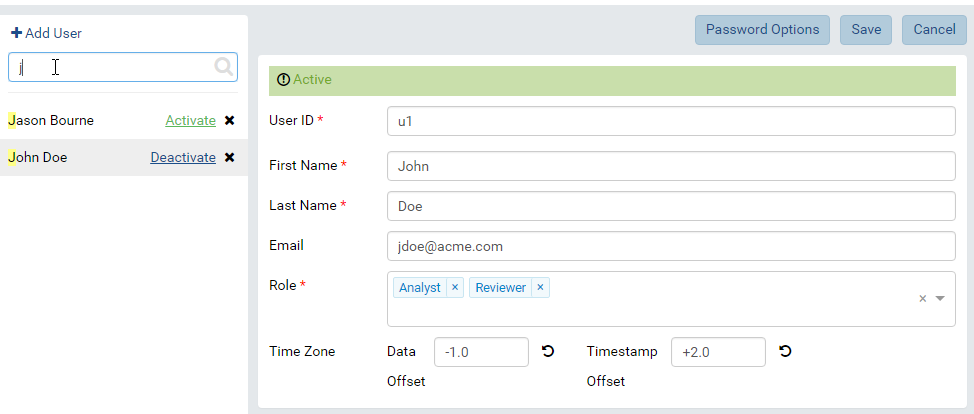 Add User
j
Jason Bourne Activate
John Doe Deactivate
Password Options Save Cancel
Active
User ID * u1
First Name * John
Last Name * Doe
Email jdoe@acme.com
Role * Analyst × Reviewer × ×
Time Zone Data Offset -1.0 Timestamp Offset +2.0